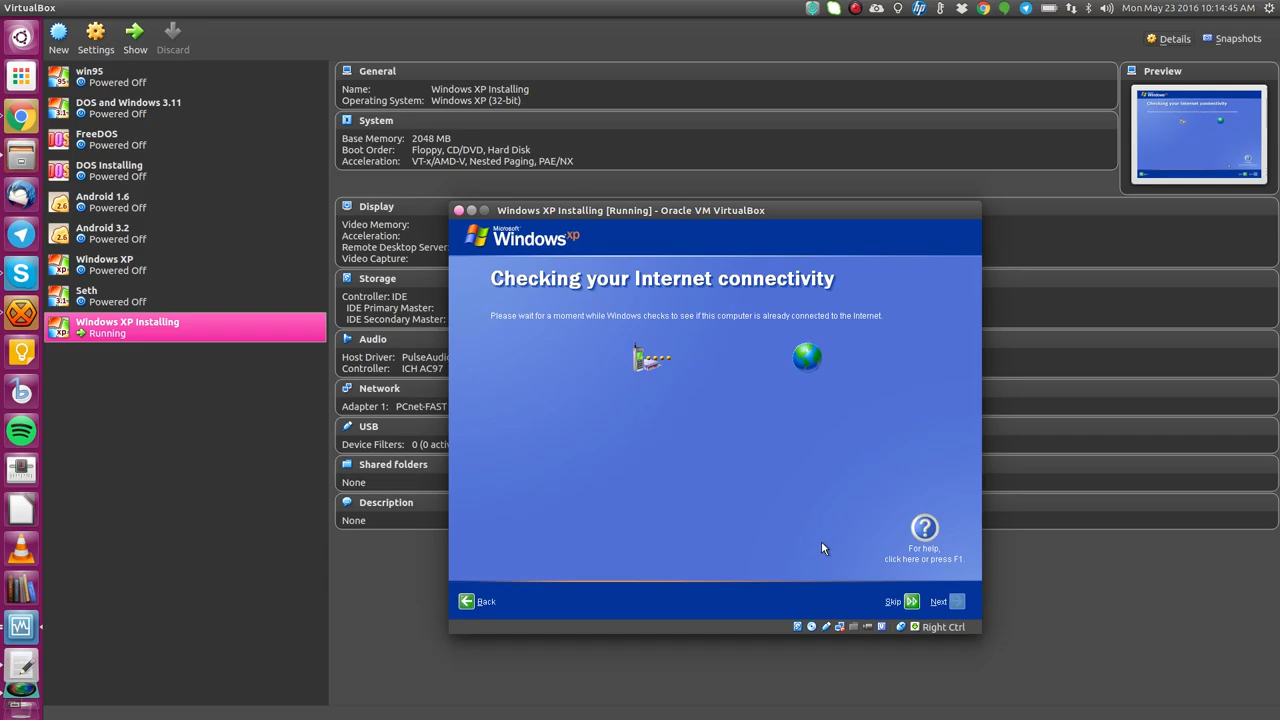 VirtualBox
Mon May 23 2016 10:14:45 AM
New
Settings
Show
Discard
Details
Snapshots
win95
Powered Off
DOS and Windows 3.11
Powered Off
FreeDOS
Powered Off
DOS Installing
Powered Off
Android 1.6
Powered Off
Android 3.2
Powered Off
Windows XP
Powered Off
Seth
Powered Off
Windows XP Installing
Running
General
Name: Windows XP Installing
Operating System: Windows XP (32-bit)
System
Base Memory: 2048 MB
Boot Order: Floppy, CD/DVD, Hard Disk
Acceleration: VT-x/AMD-V, Nested Paging, PAE/NX
Display
Video Memory:
Acceleration:
Remote Desktop Server:
Video Capture:
Storage
Controller: IDE
IDE Primary Master:
IDE Secondary Master:
Audio
Host Driver: PulseAudio
Controller: ICH AC97
Network
Adapter 1: PCnet-FAST
USB
Device Filters: 0 (0 activ
Shared folders
None
Description
None
Preview
Windows XP Installing [Running] - Oracle VM VirtualBox
Microsoft
Windows xp
Checking your Internet connectivity
Please wait for a moment while Windows checks to see if this computer is already connected to the Internet.
For help,
click here or press F1.
Back
Skip
Next
Right Ctrl